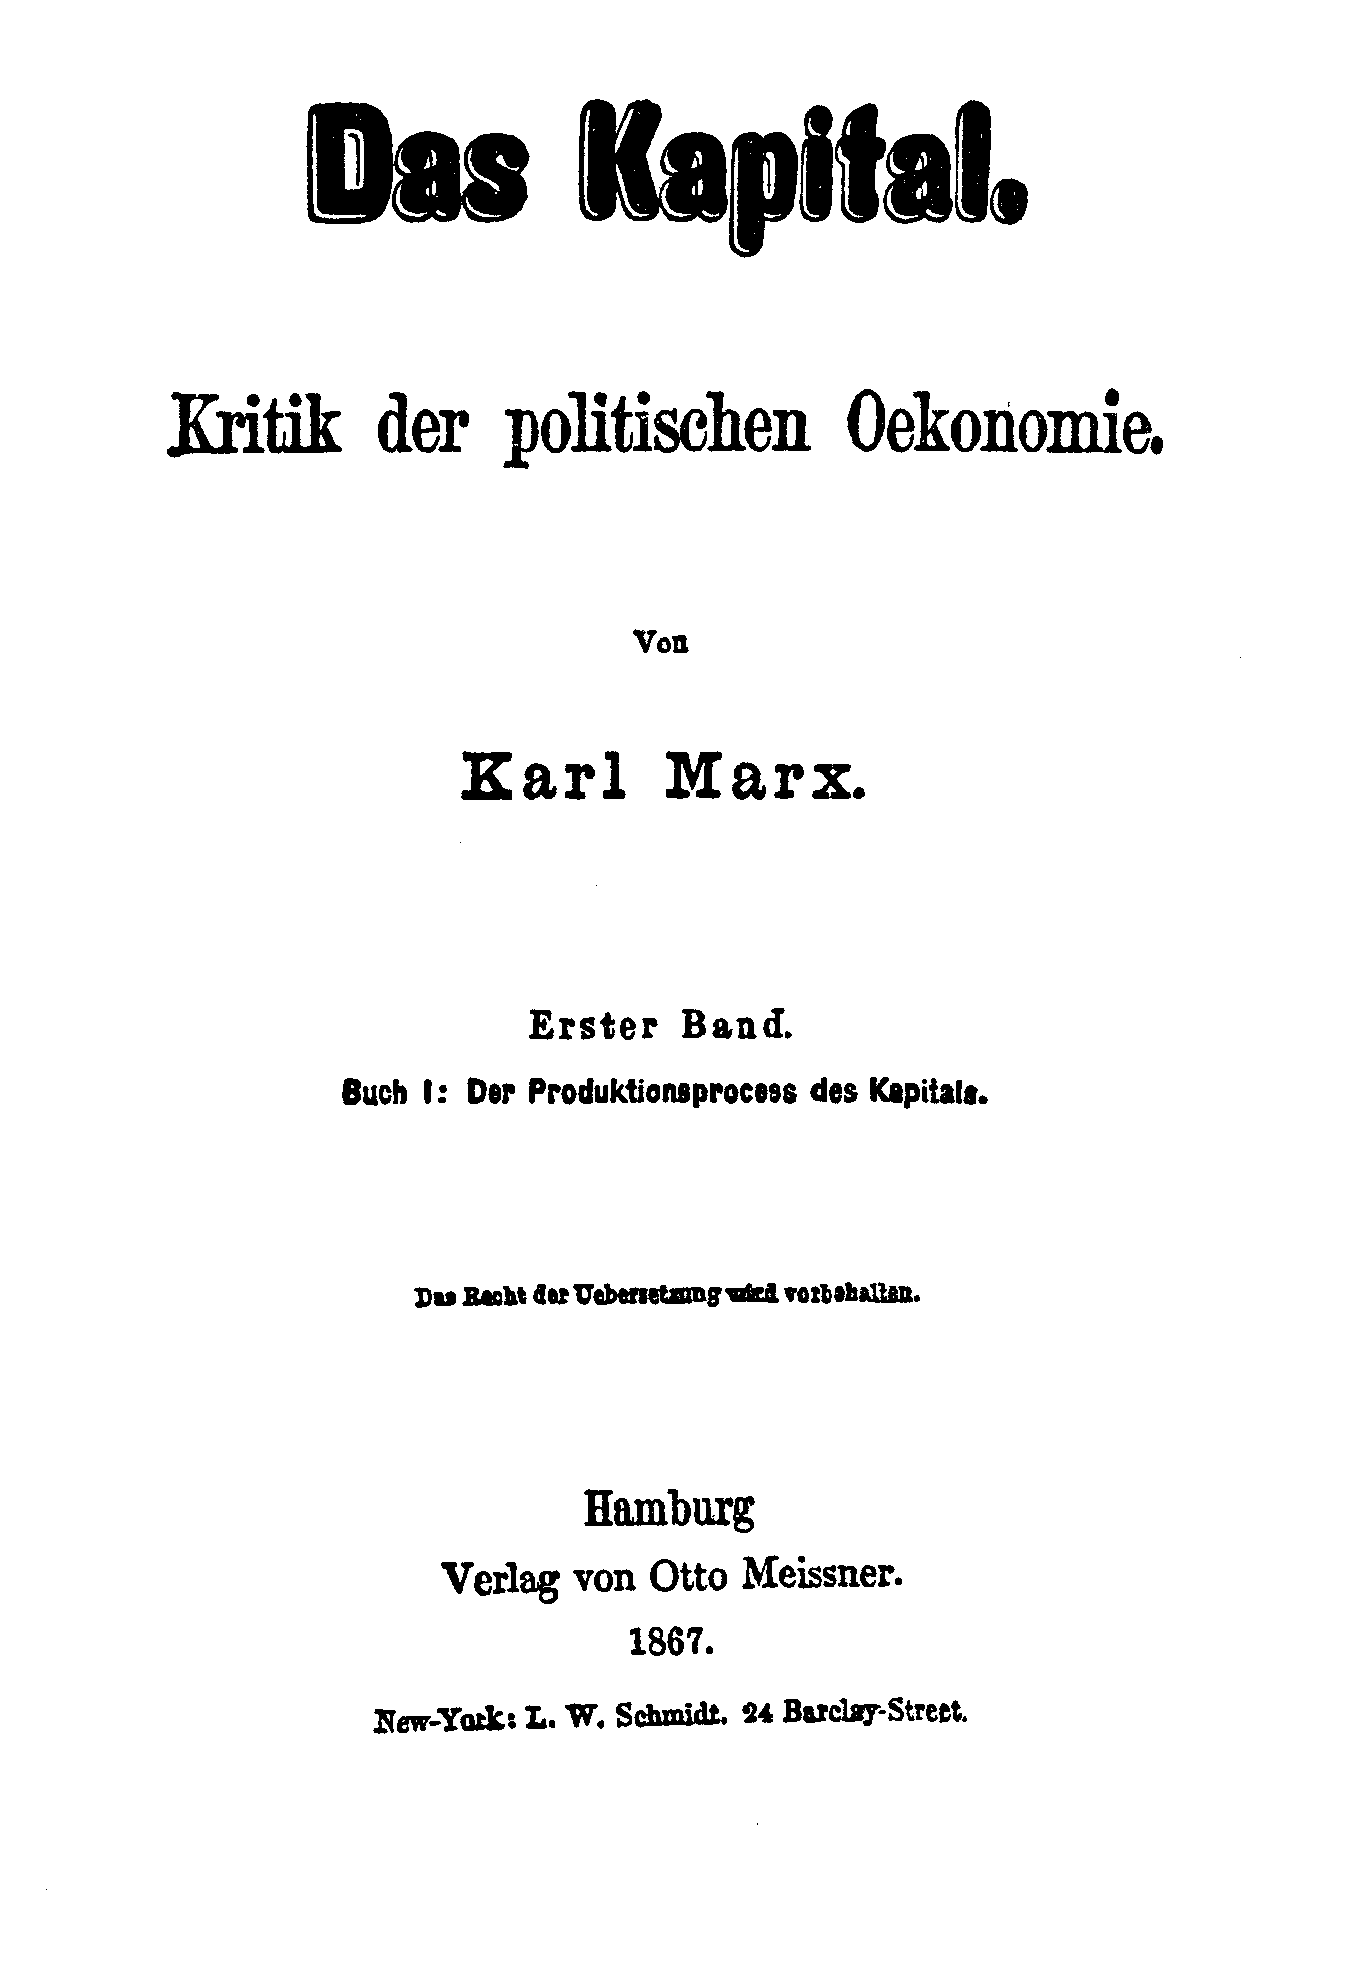 Das Kapital.
Kritik der politischen Oekonomie.
Von
Karl Marx.
Erster Band.
Buch I: Der Produktionsprocess des Kapitals.
Das Recht der Uebersetzung wird vorbehalten.
Hamburg
Verlag von Otto Meissner.
1867.
New-York: L. W. Schmidt. 24 Barclay-Street.